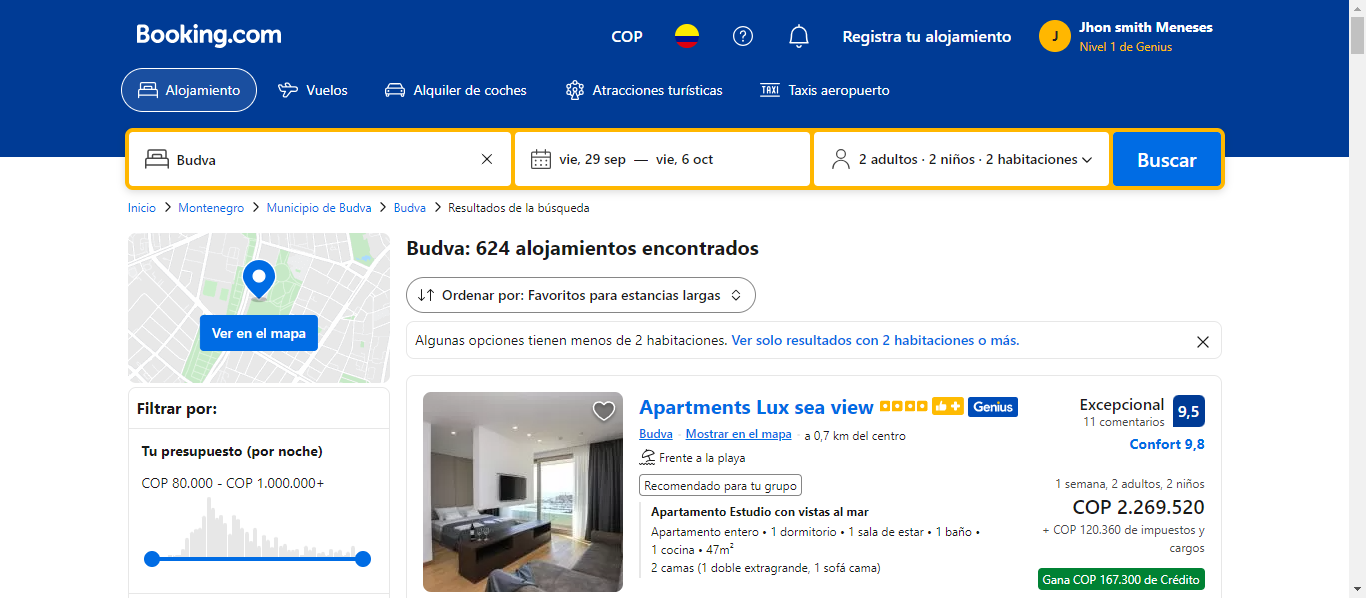 Booking.com
COP
Registra tu alojamiento
J
Jhon smith Meneses
Nivel 1 de Genius
Alojamiento
Vuelos
Alquiler de coches
Atracciones turísticas
TAXI
Taxis aeropuerto
Budva
vie, 29 sep — vie, 6 oct
2 adultos · 2 niños · 2 habitaciones
Buscar
Inicio > Montenegro > Municipio de Budva > Budva > Resultados de la búsqueda
Ver en el mapa
Filtrar por:
Tu presupuesto (por noche)
COP 80.000 - COP 1.000.000+
Budva: 624 alojamientos encontrados
Ordenar por: Favoritos para estancias largas
Algunas opciones tienen menos de 2 habitaciones. Ver solo resultados con 2 habitaciones o más.
Apartments Lux sea view
Genius
Budva · Mostrar en el mapa · a 0,7 km del centro
Frente a la playa
Recomendado para tu grupo
Apartamento Estudio con vistas al mar
Apartamento entero • 1 dormitorio • 1 sala de estar • 1 baño •
1 cocina • 47m²
2 camas (1 doble extragrande, 1 sofá cama)
Excepcional
11 comentarios
9,5
Confort 9,8
1 semana, 2 adultos, 2 niños
COP 2.269.520
+ COP 120.360 de impuestos y
cargos
Gana COP 167.300 de Crédito